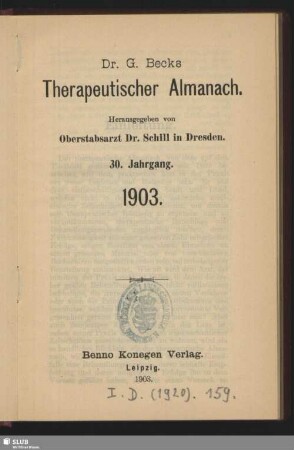 Dr. G. Becks
Therapeutischer Almanach.
Herausgegeben von
Oberstabsarzt Dr. Schill in Dresden.
30. Jahrgang.
1903.
Benno Konegen Verlag.
Leipzig.
1903.
I. D. (1920). 159.
SLUB